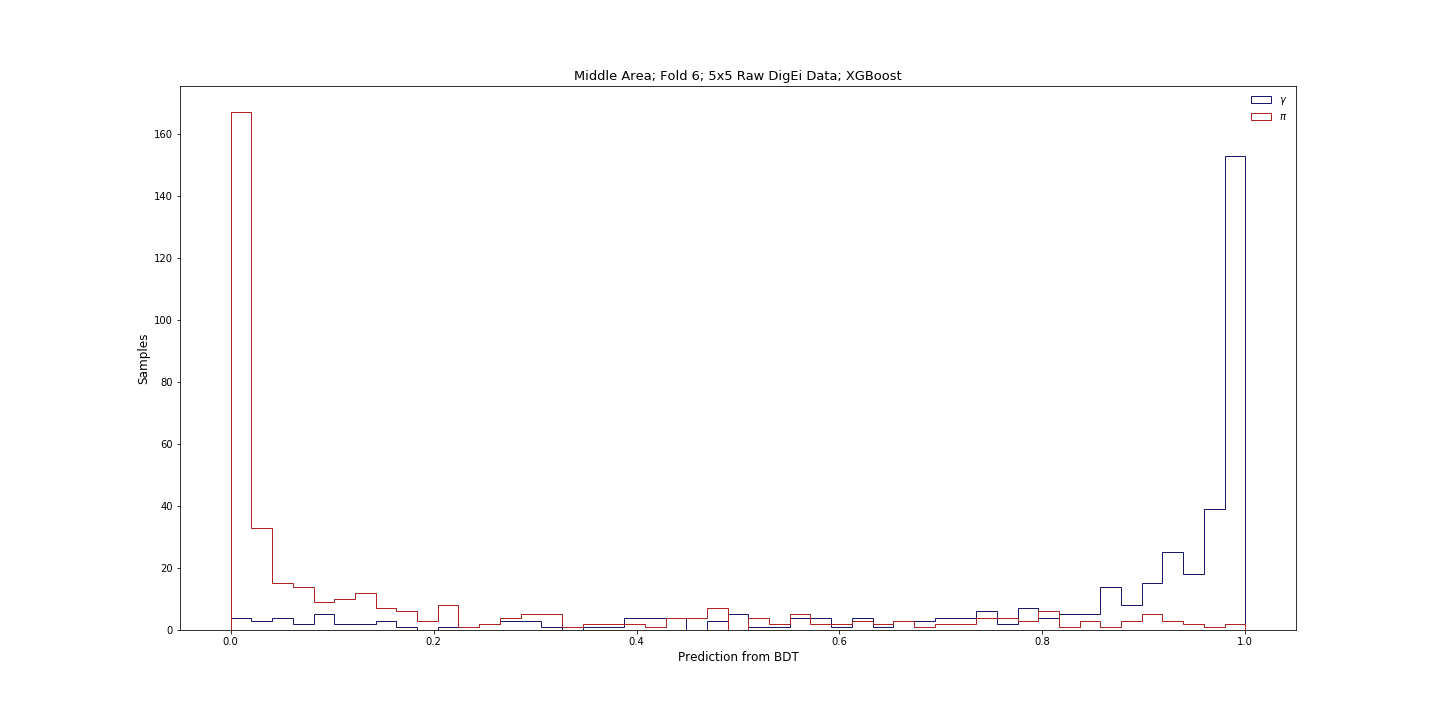 Middle Area; Fold 6; 5x5 Raw DigEi Data; XGBoost
γ
π
160
140
120
100
80
60
40
20
0
Samples
0.0 0.2 0.4 0.6 0.8 1.0
Prediction from BDT